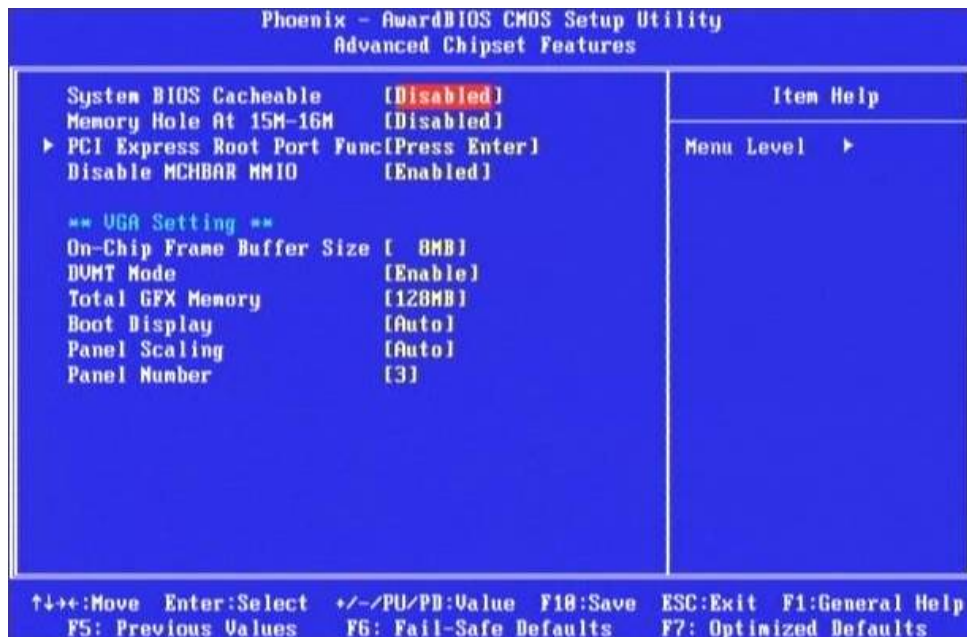 Phoenix - AwardBIOS CMOS Setup Utility
Advanced Chipset Features
System BIOS Cacheable [Disabled]
Memory Hole At 15M-16M [Disabled]
▶ PCI Express Root Port Func[Press Enter]
Disable MCHBAR MMIO [Enabled]
** VGA Setting **
On-Chip Frame Buffer Size [ 8MB]
DVMT Mode [Enable]
Total GFX Memory [128MB]
Boot Display [Auto]
Panel Scaling [Auto]
Panel Number [3]
Item Help
Menu Level ▶
↑↓→←:Move Enter:Select +/-/PU/PD:Value F10:Save ESC:Exit F1:General Help
F5: Previous Values F6: Fail-Safe Defaults F7: Optimized Defaults